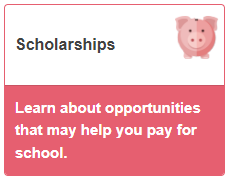 Scholarships
Learn about opportunities
that may help you pay for
school.